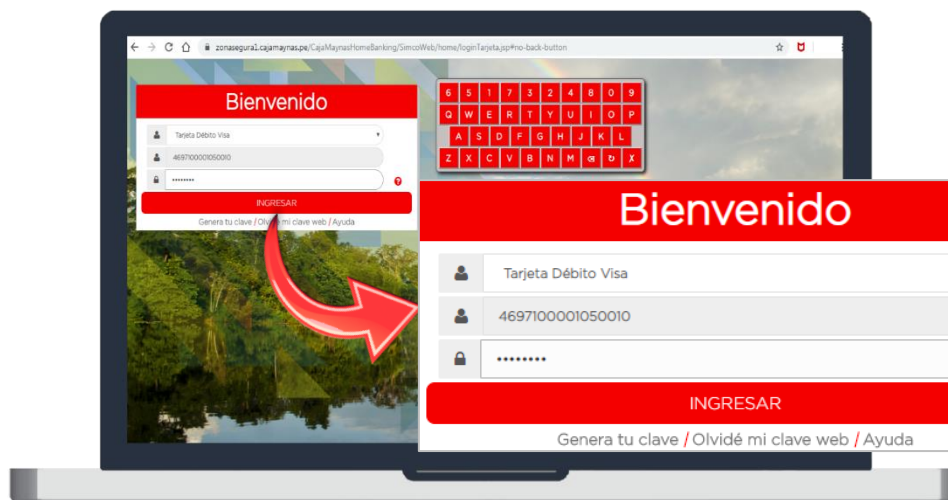 zonasegura1.cajamaynas.pe/CajaMaynasHomeBanking/SimcoWeb/home/loginTarjeta.jsp#no-back-button
Bienvenido
Tarjeta Débito Visa
4697100001050010
••••••••
INGRESAR
Genera tu clave / Olvidé mi clave web / Ayuda
6 5 1 7 3 2 4 8 0 9
Q W E R T Y U I O P
A S D F G H J K L
Z X C V B N M
Bienvenido
Tarjeta Débito Visa
4697100001050010
••••••••
INGRESAR
Genera tu clave / Olvidé mi clave web / Ayuda